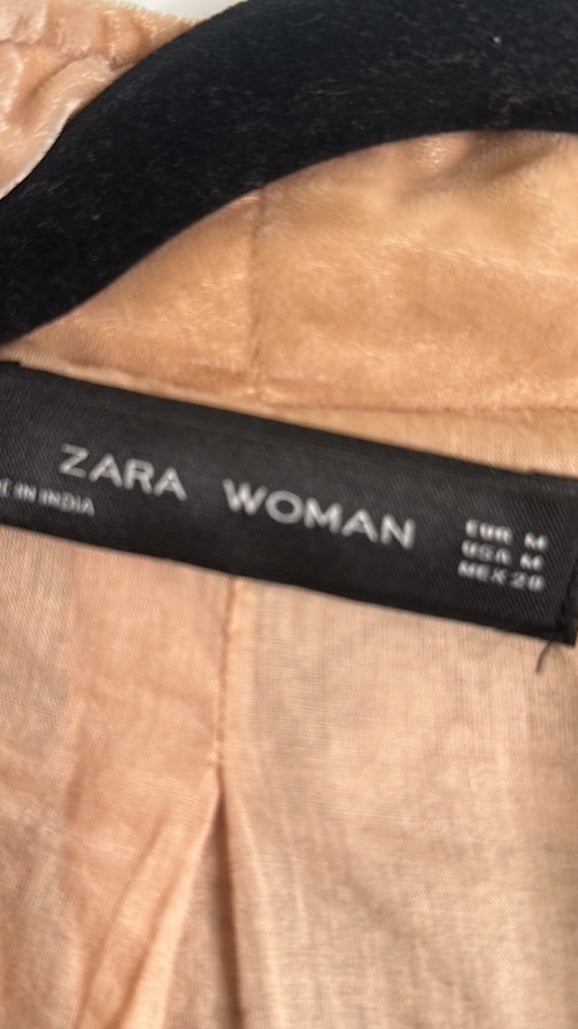 ZARA WOMAN
IN INDIA
EUR M
USA M
MEX 28